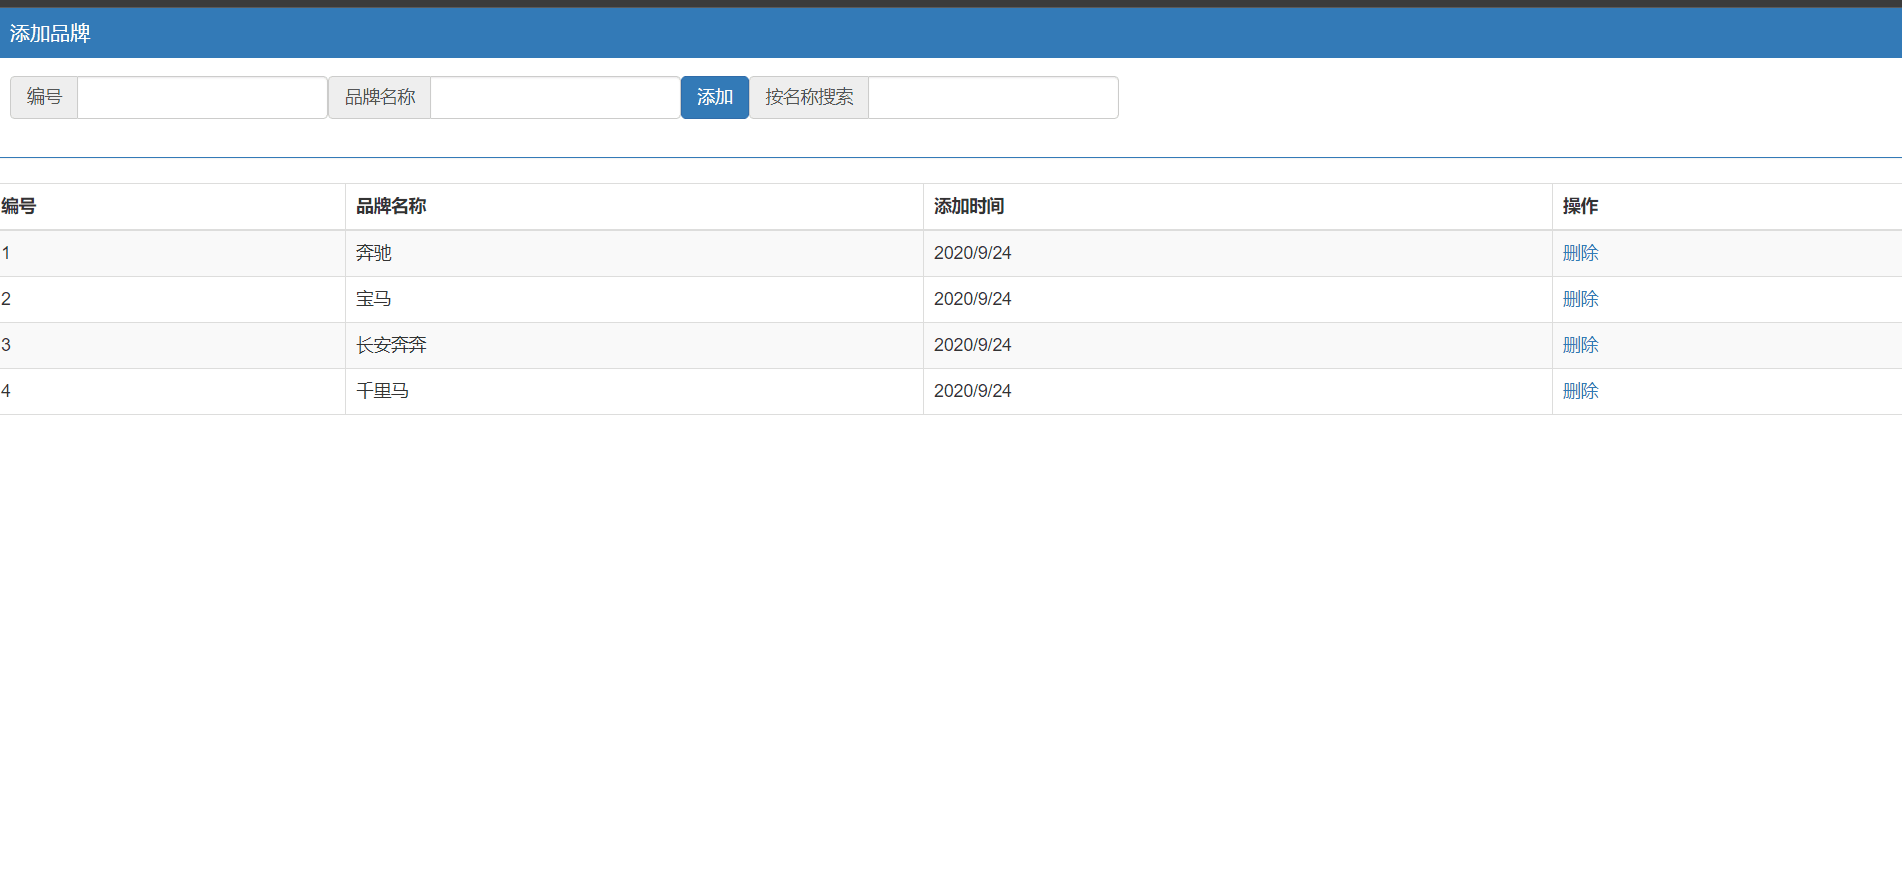 添加品牌
编号 品牌名称 添加 按名称搜索
编号 品牌名称 添加时间 操作
1 奔驰 2020/9/24 删除
2 宝马 2020/9/24 删除
3 长安奔奔 2020/9/24 删除
4 千里马 2020/9/24 删除